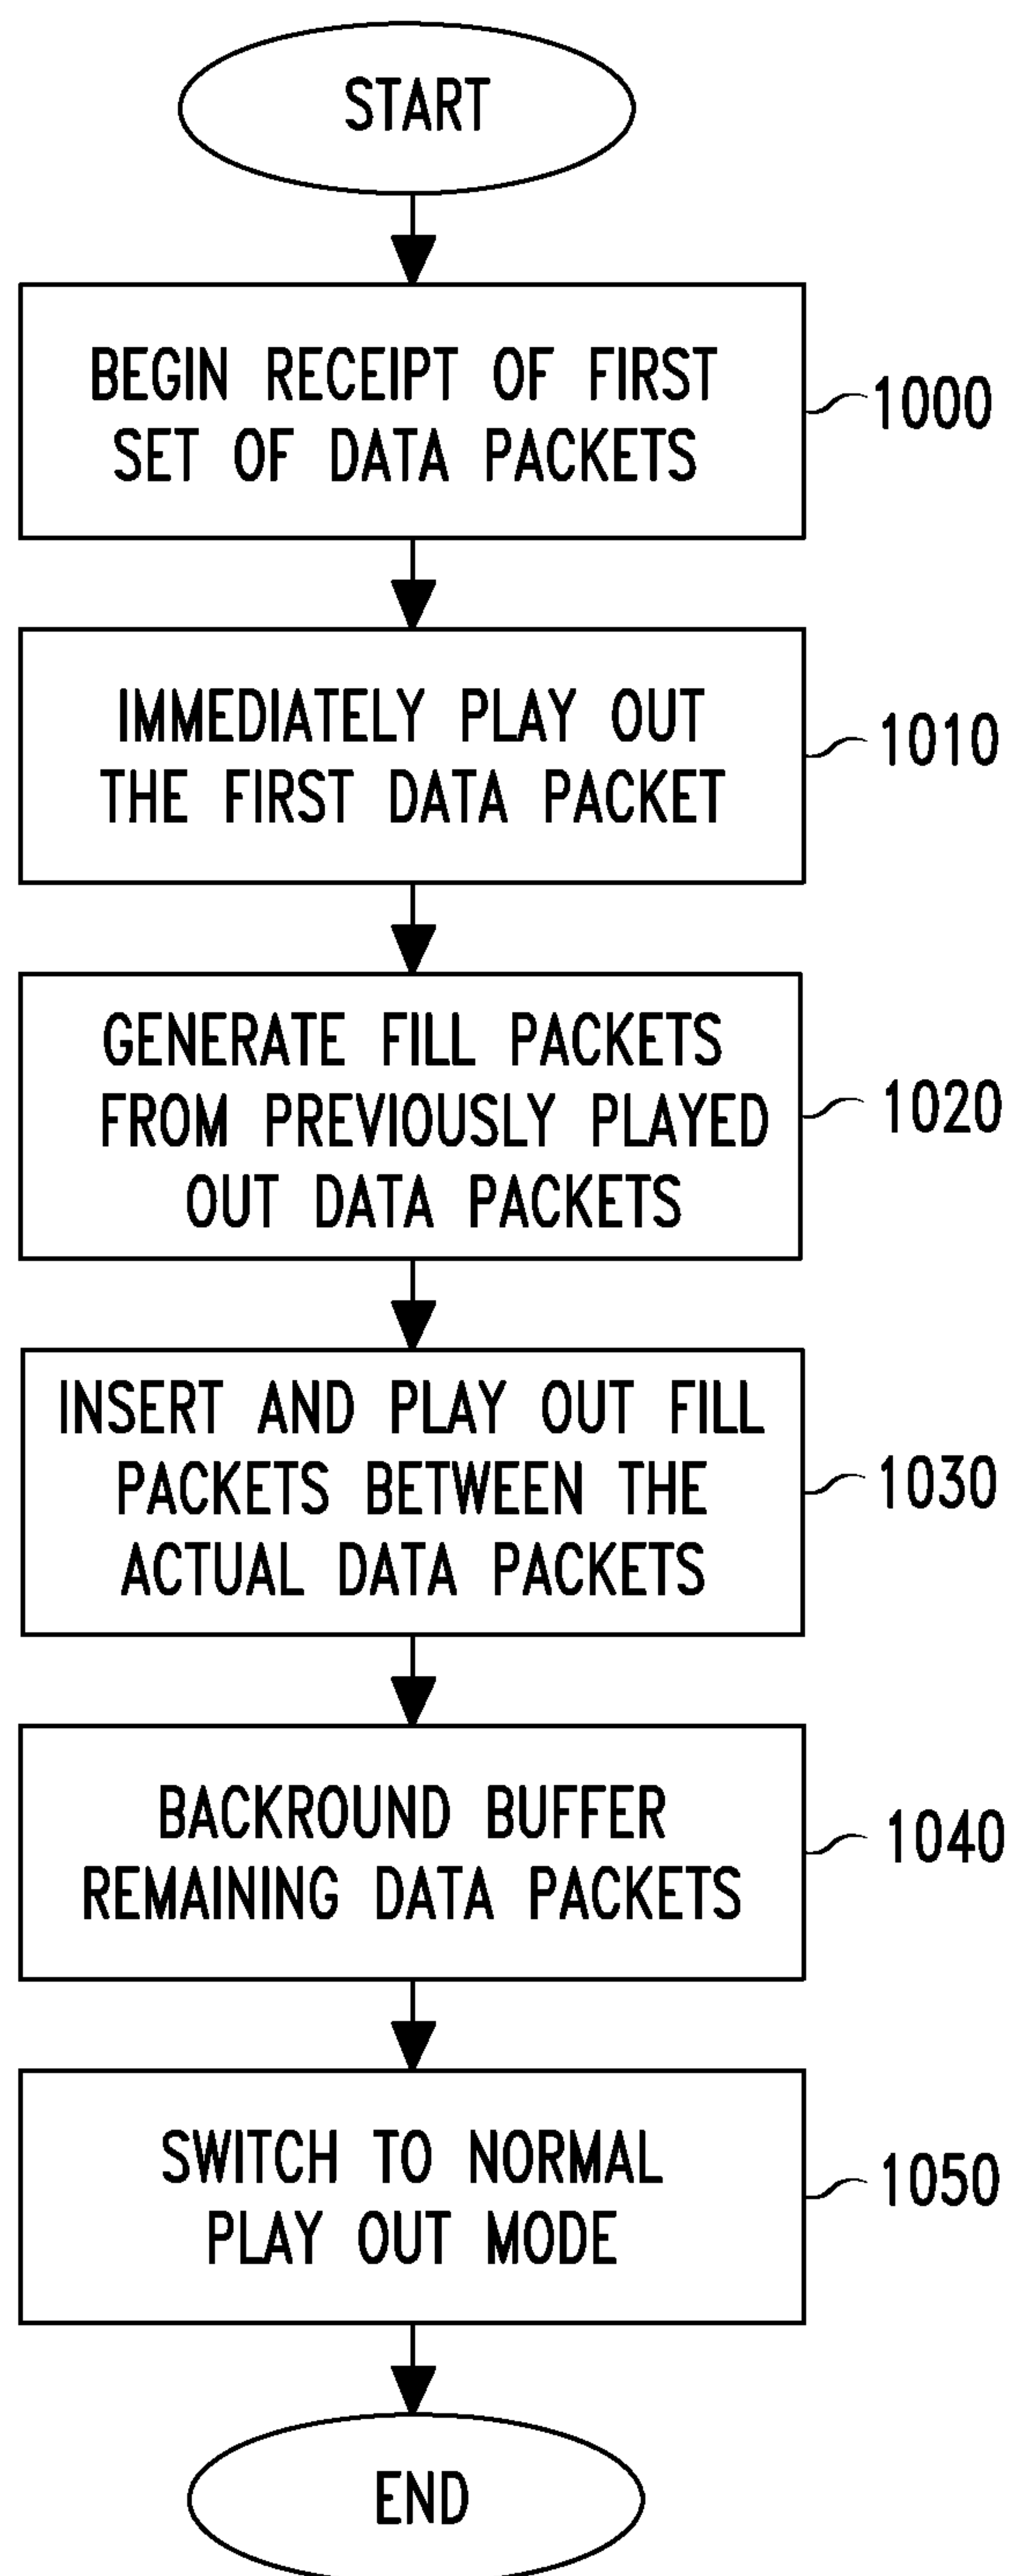 START
BEGIN RECEIPT OF FIRST
SET OF DATA PACKETS
1000
IMMEDIATELY PLAY OUT
THE FIRST DATA PACKET
1010
GENERATE FILL PACKETS
FROM PREVIOUSLY PLAYED
OUT DATA PACKETS
1020
INSERT AND PLAY OUT FILL
PACKETS BETWEEN THE
ACTUAL DATA PACKETS
1030
BACKROUND BUFFER
REMAINING DATA PACKETS
1040
SWITCH TO NORMAL
PLAY OUT MODE
1050
END